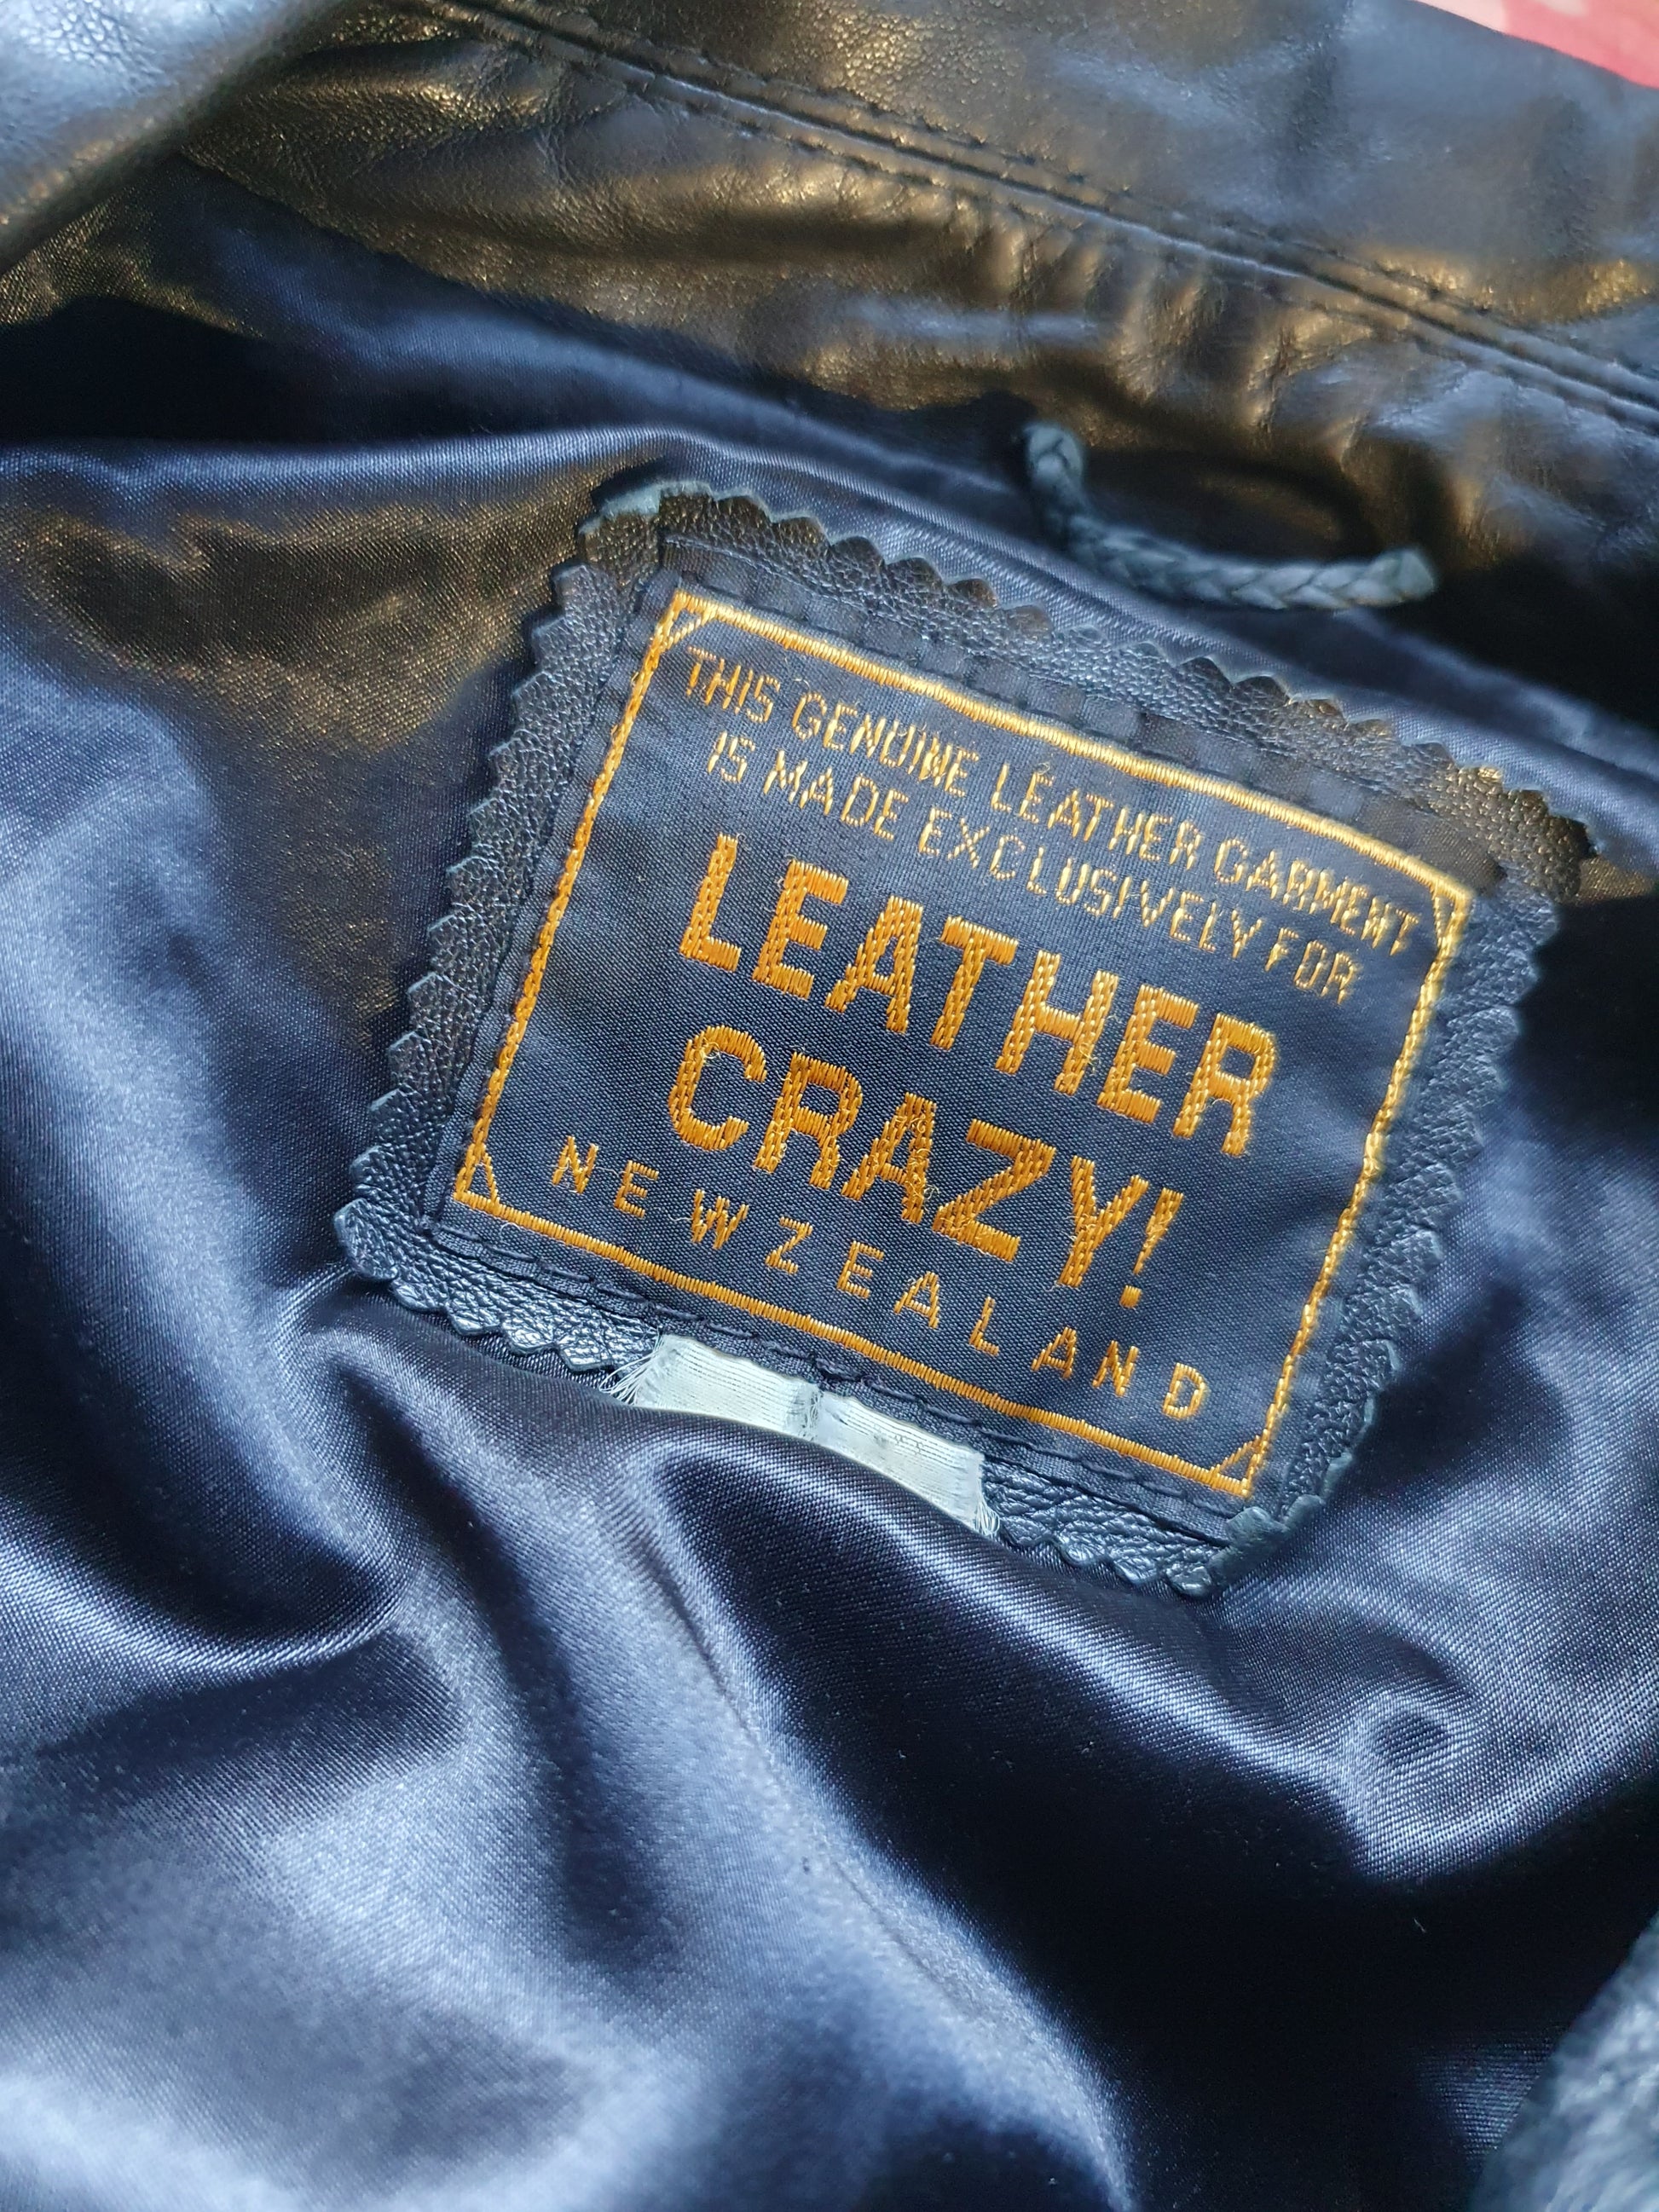 THIS GENUINE LEATHER GARMENT
IS MADE EXCLUSIVELY FOR
LEATHER
CRAZY!
NEW ZEALAND